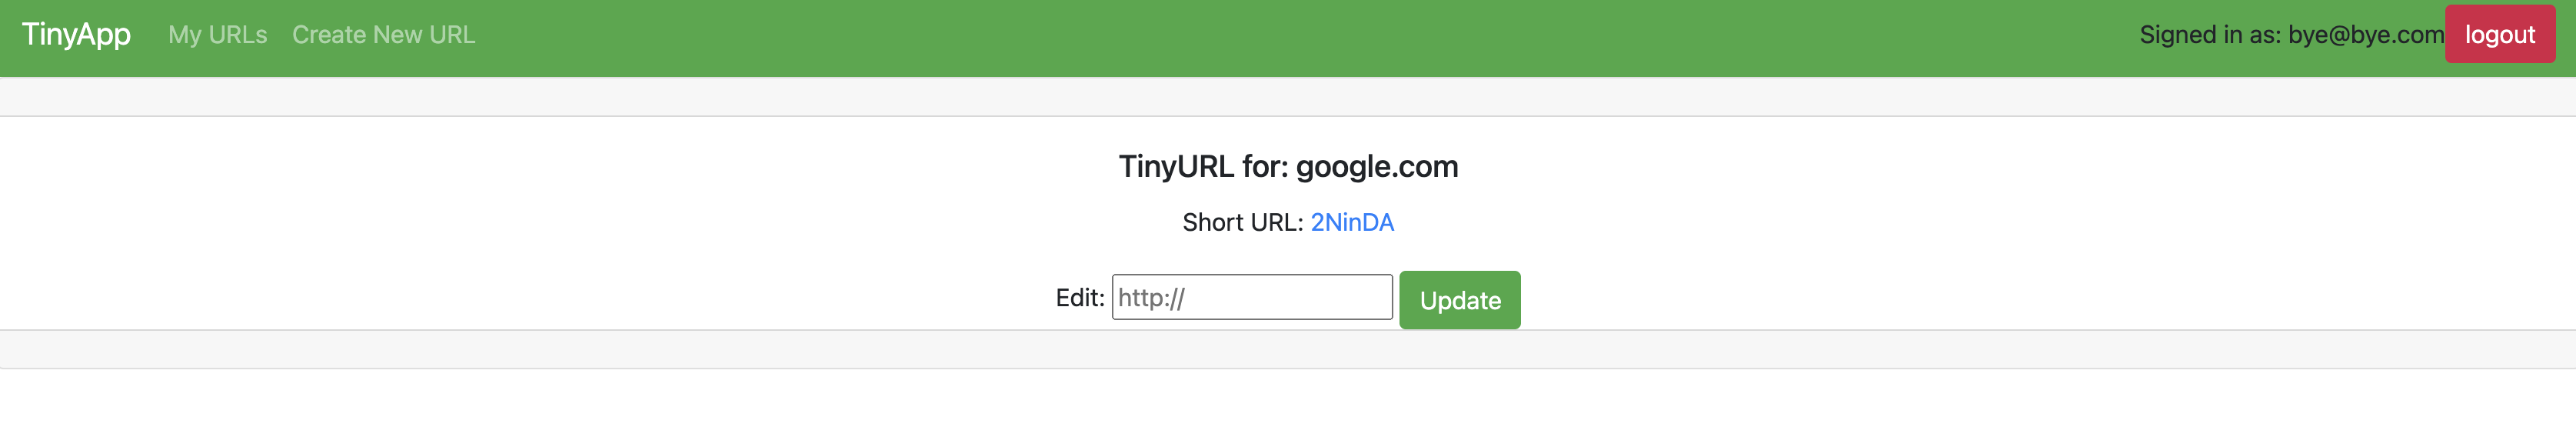 TinyApp My URLs Create New URL Signed in as: bye@bye.com logout
TinyURL for: google.com
Short URL: 2NinDA
Edit: http:// Update